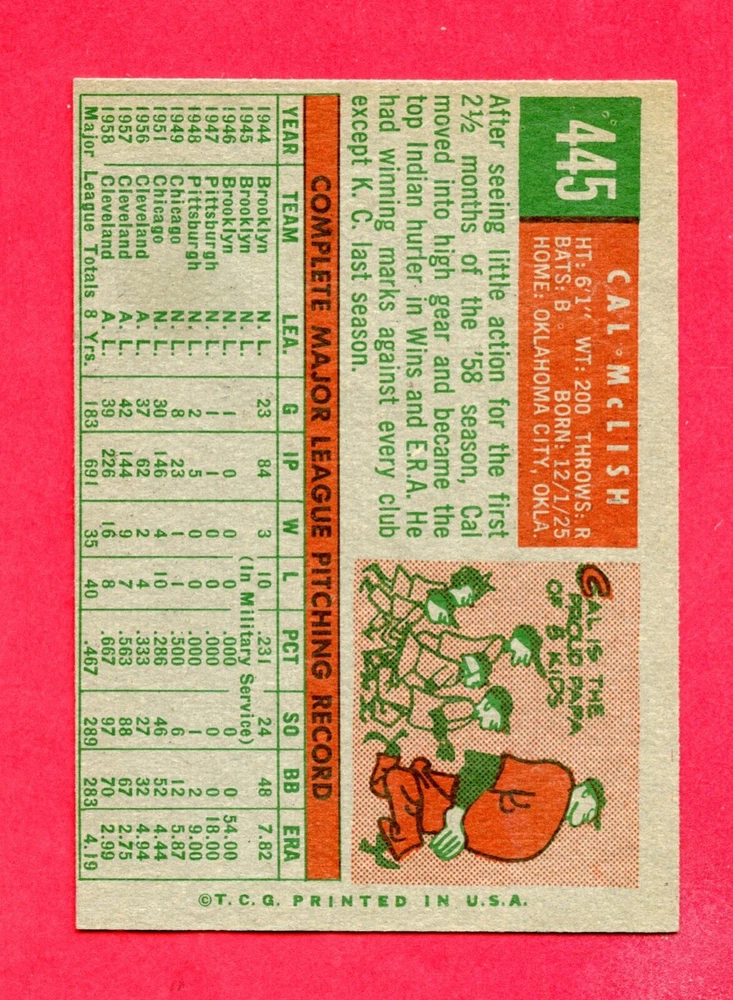 445
CAL McLISH
HT: 6'1" WT: 200 THROWS: R
BATS: B BORN: 12/1/25
HOME: OKLAHOMA CITY, OKLA.
After seeing little action for the first
2½ months of the '58 season, Cal
moved into high gear and became the
top Indian hurler in Wins and E.R.A. He
had winning marks against every club
except K. C. last season.
CAL IS THE
PROUD PAPA
OF 3 KIDS
COMPLETE MAJOR LEAGUE PITCHING RECORD
YEAR TEAM LEA. G IP W L PCT SO BB ERA
1944 Brooklyn N. L. 23 84 3 10 .231 24 48 7.82
1945 Brooklyn N. L. (In Military Service)
1946 Brooklyn N. L. 1 0 0 0 .000 0 0 54.00
1947 Pittsburgh N. L. 1 1 0 0 .000 0 0 18.00
1948 Pittsburgh N. L. 2 5 0 0 .000 1 2 9.00
1949 Chicago N. L. 8 23 1 1 .500 6 12 5.87
1951 Chicago N. L. 30 146 4 10 .286 46 52 4.44
1956 Cleveland A. L. 37 62 2 4 .333 27 32 4.94
1957 Cleveland A. L. 42 144 9 7 .563 88 67 2.75
1958 Cleveland A. L. 39 226 16 8 .667 97 70 2.99
Major League Totals 8 Yrs. 183 691 35 40 .467 289 283 4.19
©T.C.G. PRINTED IN U.S.A.